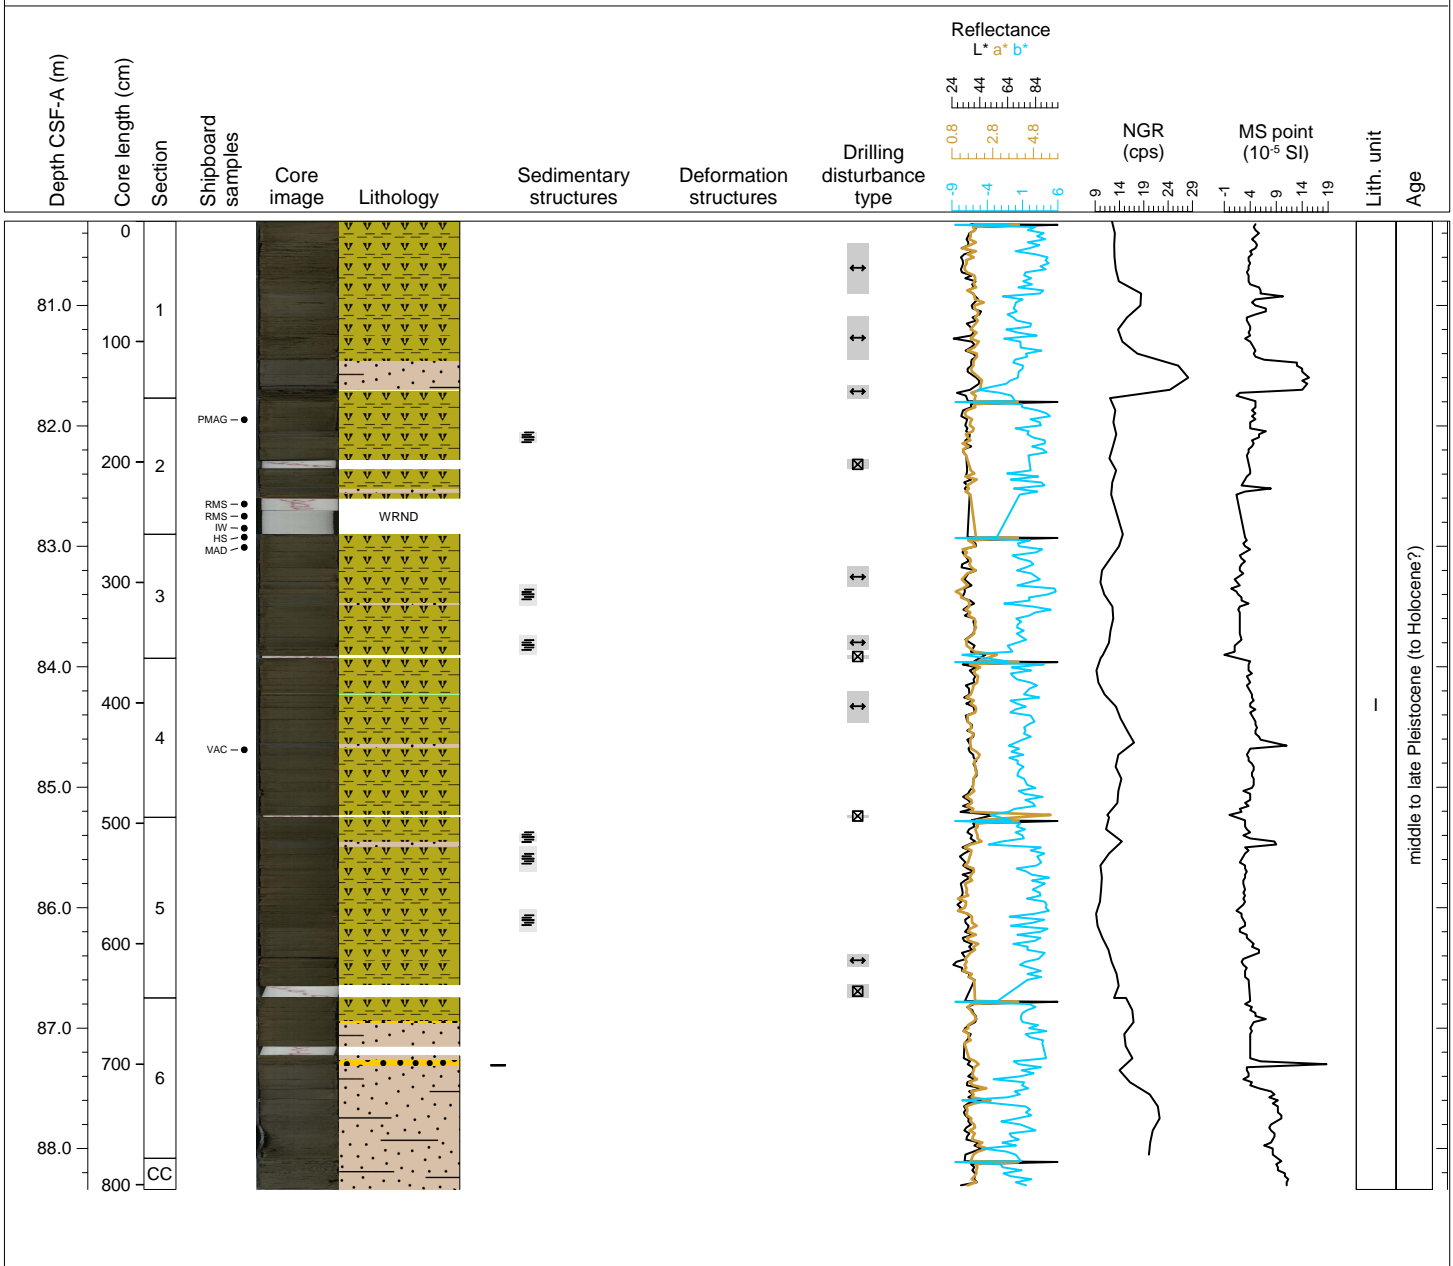 Depth CSF-A (m)
Core length (cm)
Section
Shipboard
samples
Core
image
Lithology
Sedimentary
structures
Deformation
structures
Drilling
disturbance
type
Reflectance
L* a* b*
24 44 64 84
0.8 2.8 4.8
-9 -4 1 6
NGR
(cps)
9 14 19 24 29
MS point
(10-5 SI)
-1 4 9 14 19
Lith. unit
Age
0
81.0
1
100
82.0
PMAG
200
2
RMS
RMS
WRND
IW
HS
83.0
MAD
300
3
84.0
400
I
4
VAC
85.0
500
86.0
5
600
87.0
700
6
88.0
CC
800
middle to late Pleistocene (to Holocene?)